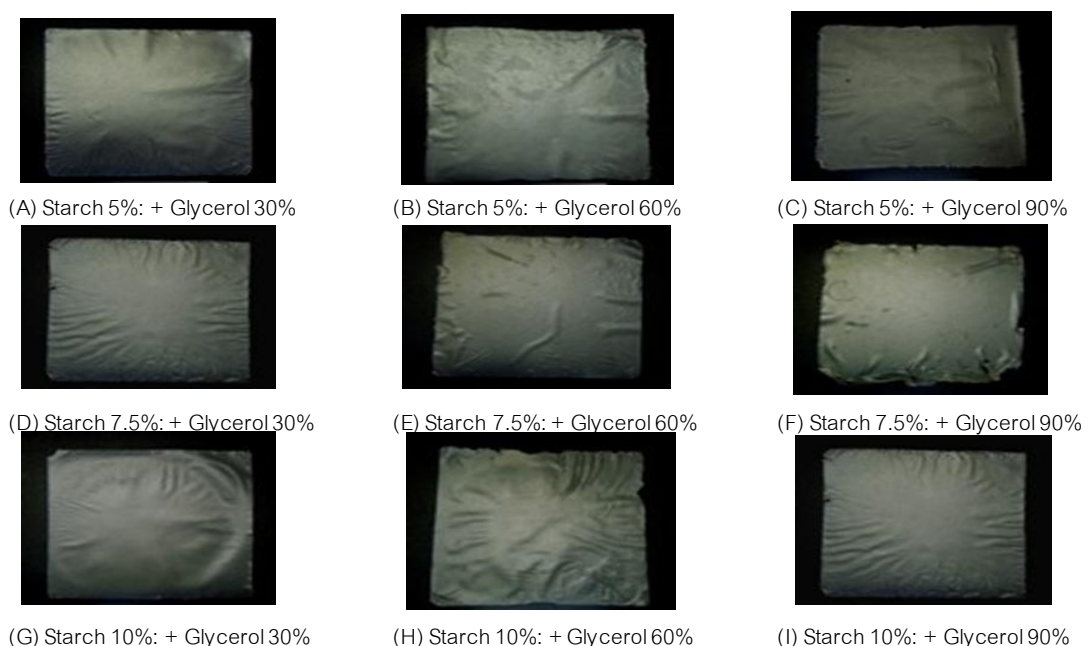 (A) Starch 5%: + Glycerol 30%
(B) Starch 5%: + Glycerol 60%
(C) Starch 5%: + Glycerol 90%
(D) Starch 7.5%: + Glycerol 30%
(E) Starch 7.5%: + Glycerol 60%
(F) Starch 7.5%: + Glycerol 90%
(G) Starch 10%: + Glycerol 30%
(H) Starch 10%: + Glycerol 60%
(I) Starch 10%: + Glycerol 90%